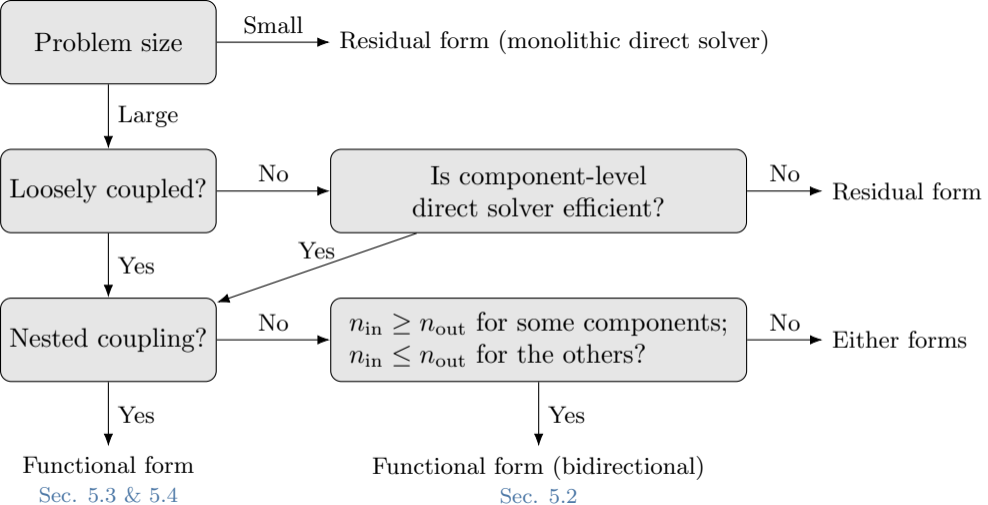 Problem size
Small
Residual form (monolithic direct solver)
Large
Loosely coupled?
No
Is component-level
direct solver efficient?
No
Residual form
Yes
Yes
Nested coupling?
No
n_in ≥ n_out for some components;
n_in ≤ n_out for the others?
No
Either forms
Yes
Functional form
Sec. 5.3 & 5.4
Yes
Functional form (bidirectional)
Sec. 5.2